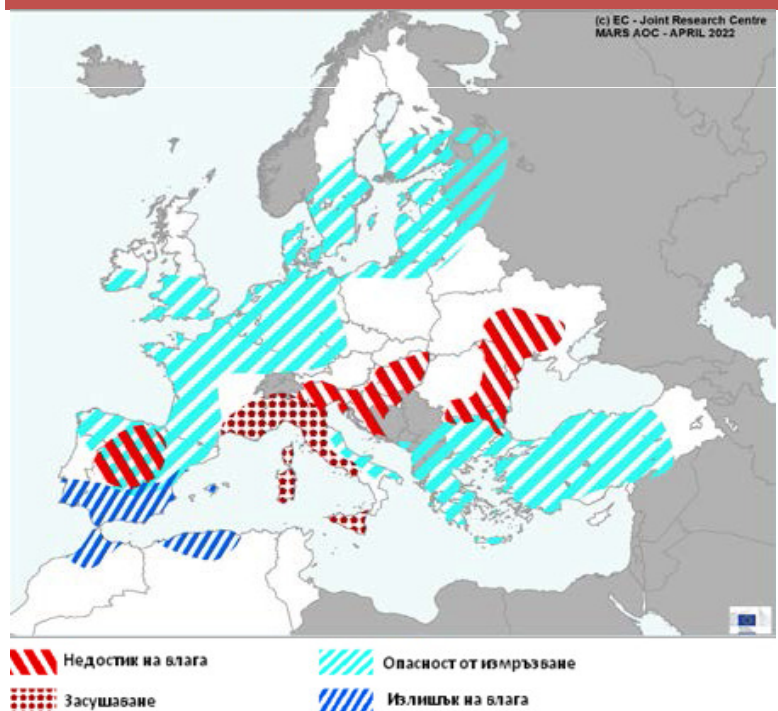 (c) EC - Joint Research Centre
MARS AOC - APRIL 2022
Недостик на влага
Опасност от измръзване
Засушаване
Излишък на влага